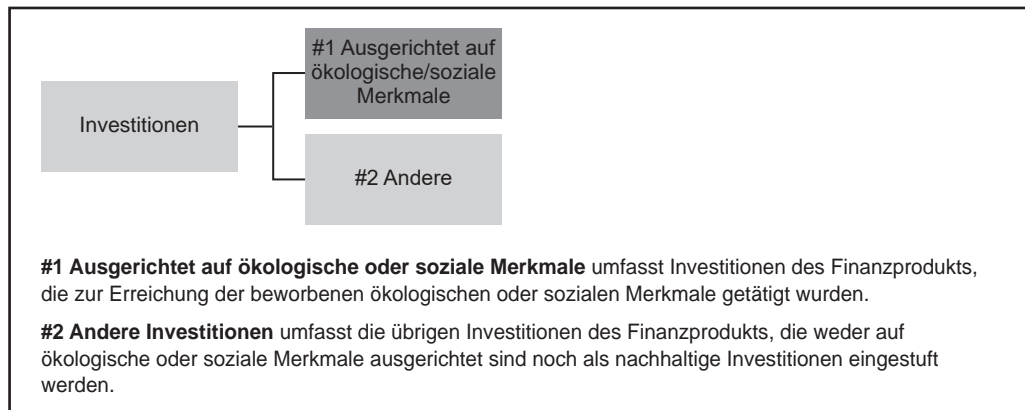 #1 Ausgerichtet auf
ökologische/soziale
Merkmale
Investitionen
#2 Andere
#1 Ausgerichtet auf ökologische oder soziale Merkmale umfasst Investitionen des Finanzprodukts,
die zur Erreichung der beworbenen ökologischen oder sozialen Merkmale getätigt wurden.
#2 Andere Investitionen umfasst die übrigen Investitionen des Finanzprodukts, die weder auf
ökologische oder soziale Merkmale ausgerichtet sind noch als nachhaltige Investitionen eingestuft
werden.